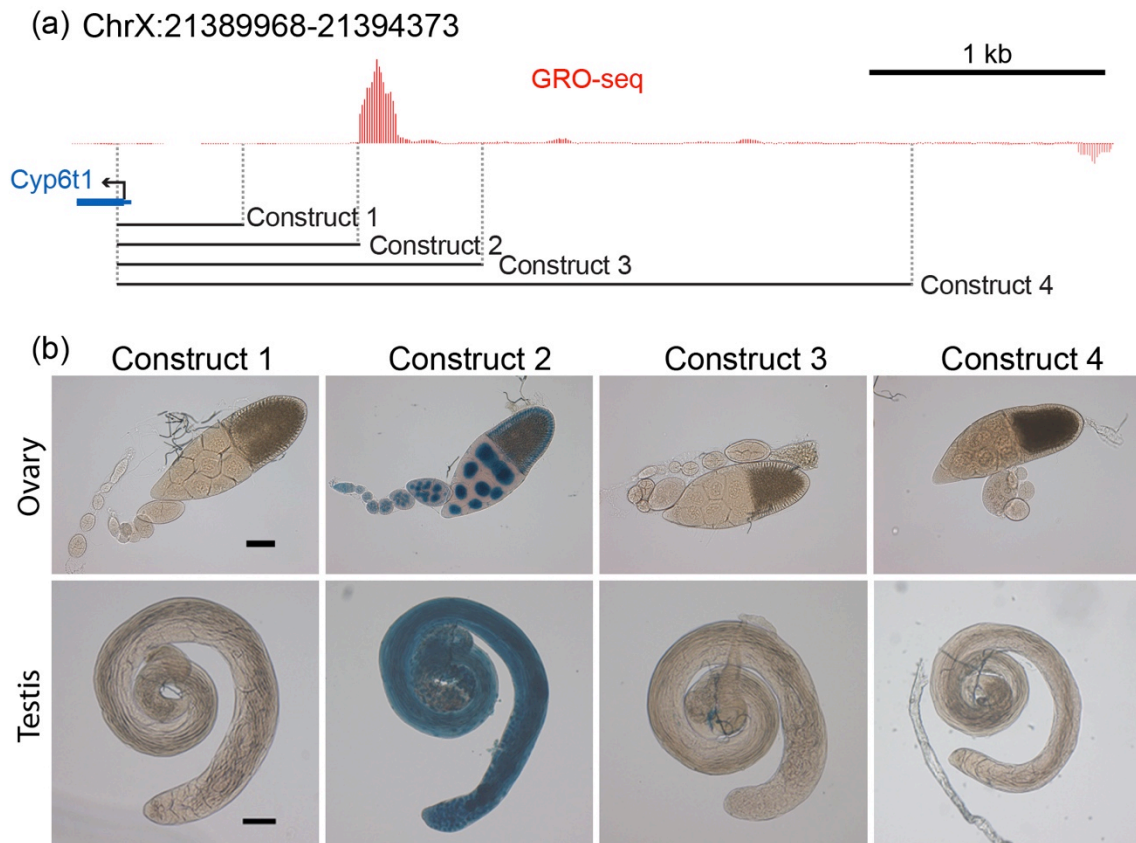 (a) ChrX:21389968-21394373
1 kb
GRO-seq
Cyp6t1
Construct 1
Construct 2
Construct 3
Construct 4
(b)
Construct 1 Construct 2 Construct 3 Construct 4
Ovary
Testis